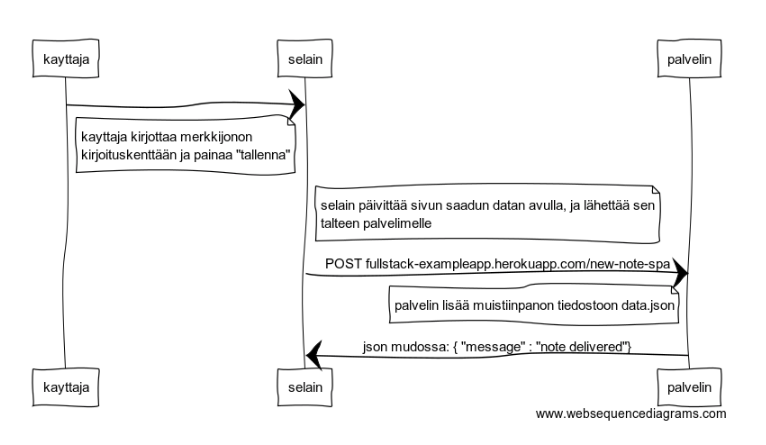 kayttaja
selain
palvelin
kayttaja kirjottaa merkkijonon
kirjoituskenttään ja painaa "tallenna"
selain päivittää sivun saadun datan avulla, ja lähettää sen
talteen palvelimelle
POST fullstack-exampleapp.herokuapp.com/new-note-spa
palvelin lisää muistiinpanon tiedostoon data.json
json mudossa: { "message" : "note delivered"}
kayttaja
selain
palvelin
www.websequencediagrams.com